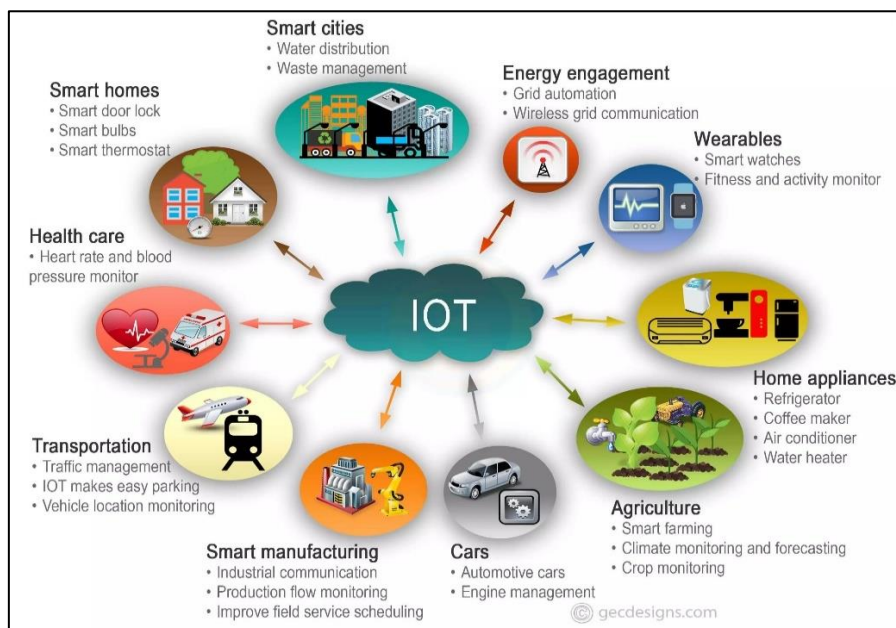 Smart cities
• Water distribution
• Waste management
Energy engagement
• Grid automation
• Wireless grid communication
Smart homes
• Smart door lock
• Smart bulbs
• Smart thermostat
Wearables
• Smart watches
• Fitness and activity monitor
Health care
• Heart rate and blood
pressure monitor
IOT
Home appliances
• Refrigerator
• Coffee maker
• Air conditioner
• Water heater
Transportation
• Traffic management
• IOT makes easy parking
• Vehicle location monitoring
Agriculture
• Smart farming
• Climate monitoring and forecasting
• Crop monitoring
Smart manufacturing
• Industrial communication
• Production flow monitoring
• Improve field service scheduling
Cars
• Automotive cars
• Engine management
© gecdesigns.com